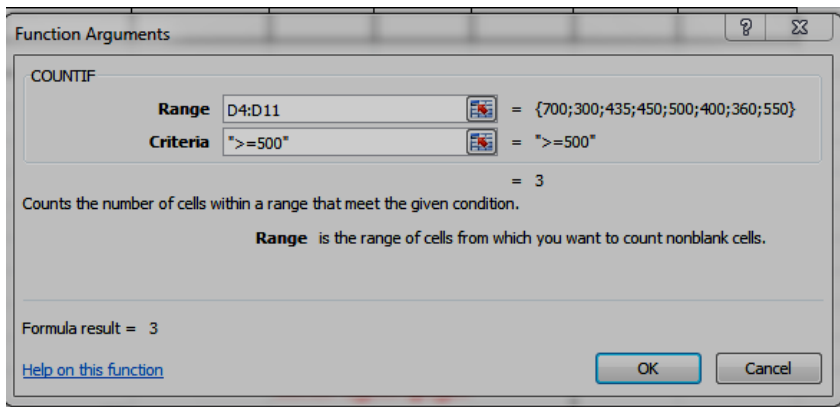 Function Arguments
COUNTIF
Range D4:D11 = {700;300;435;450;500;400;360;550}
Criteria ">=500" = ">=500"
= 3
Counts the number of cells within a range that meet the given condition.
Range is the range of cells from which you want to count nonblank cells.
Formula result = 3
Help on this function OK Cancel